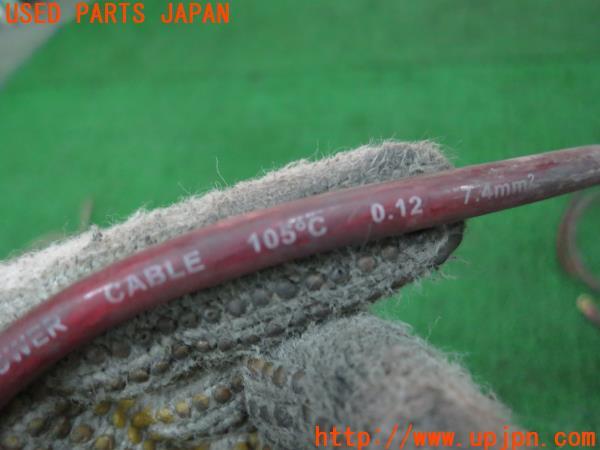 USED PARTS JAPAN
CABLE 105°C 0.12 7.4mm²
http://www.upjpn.com